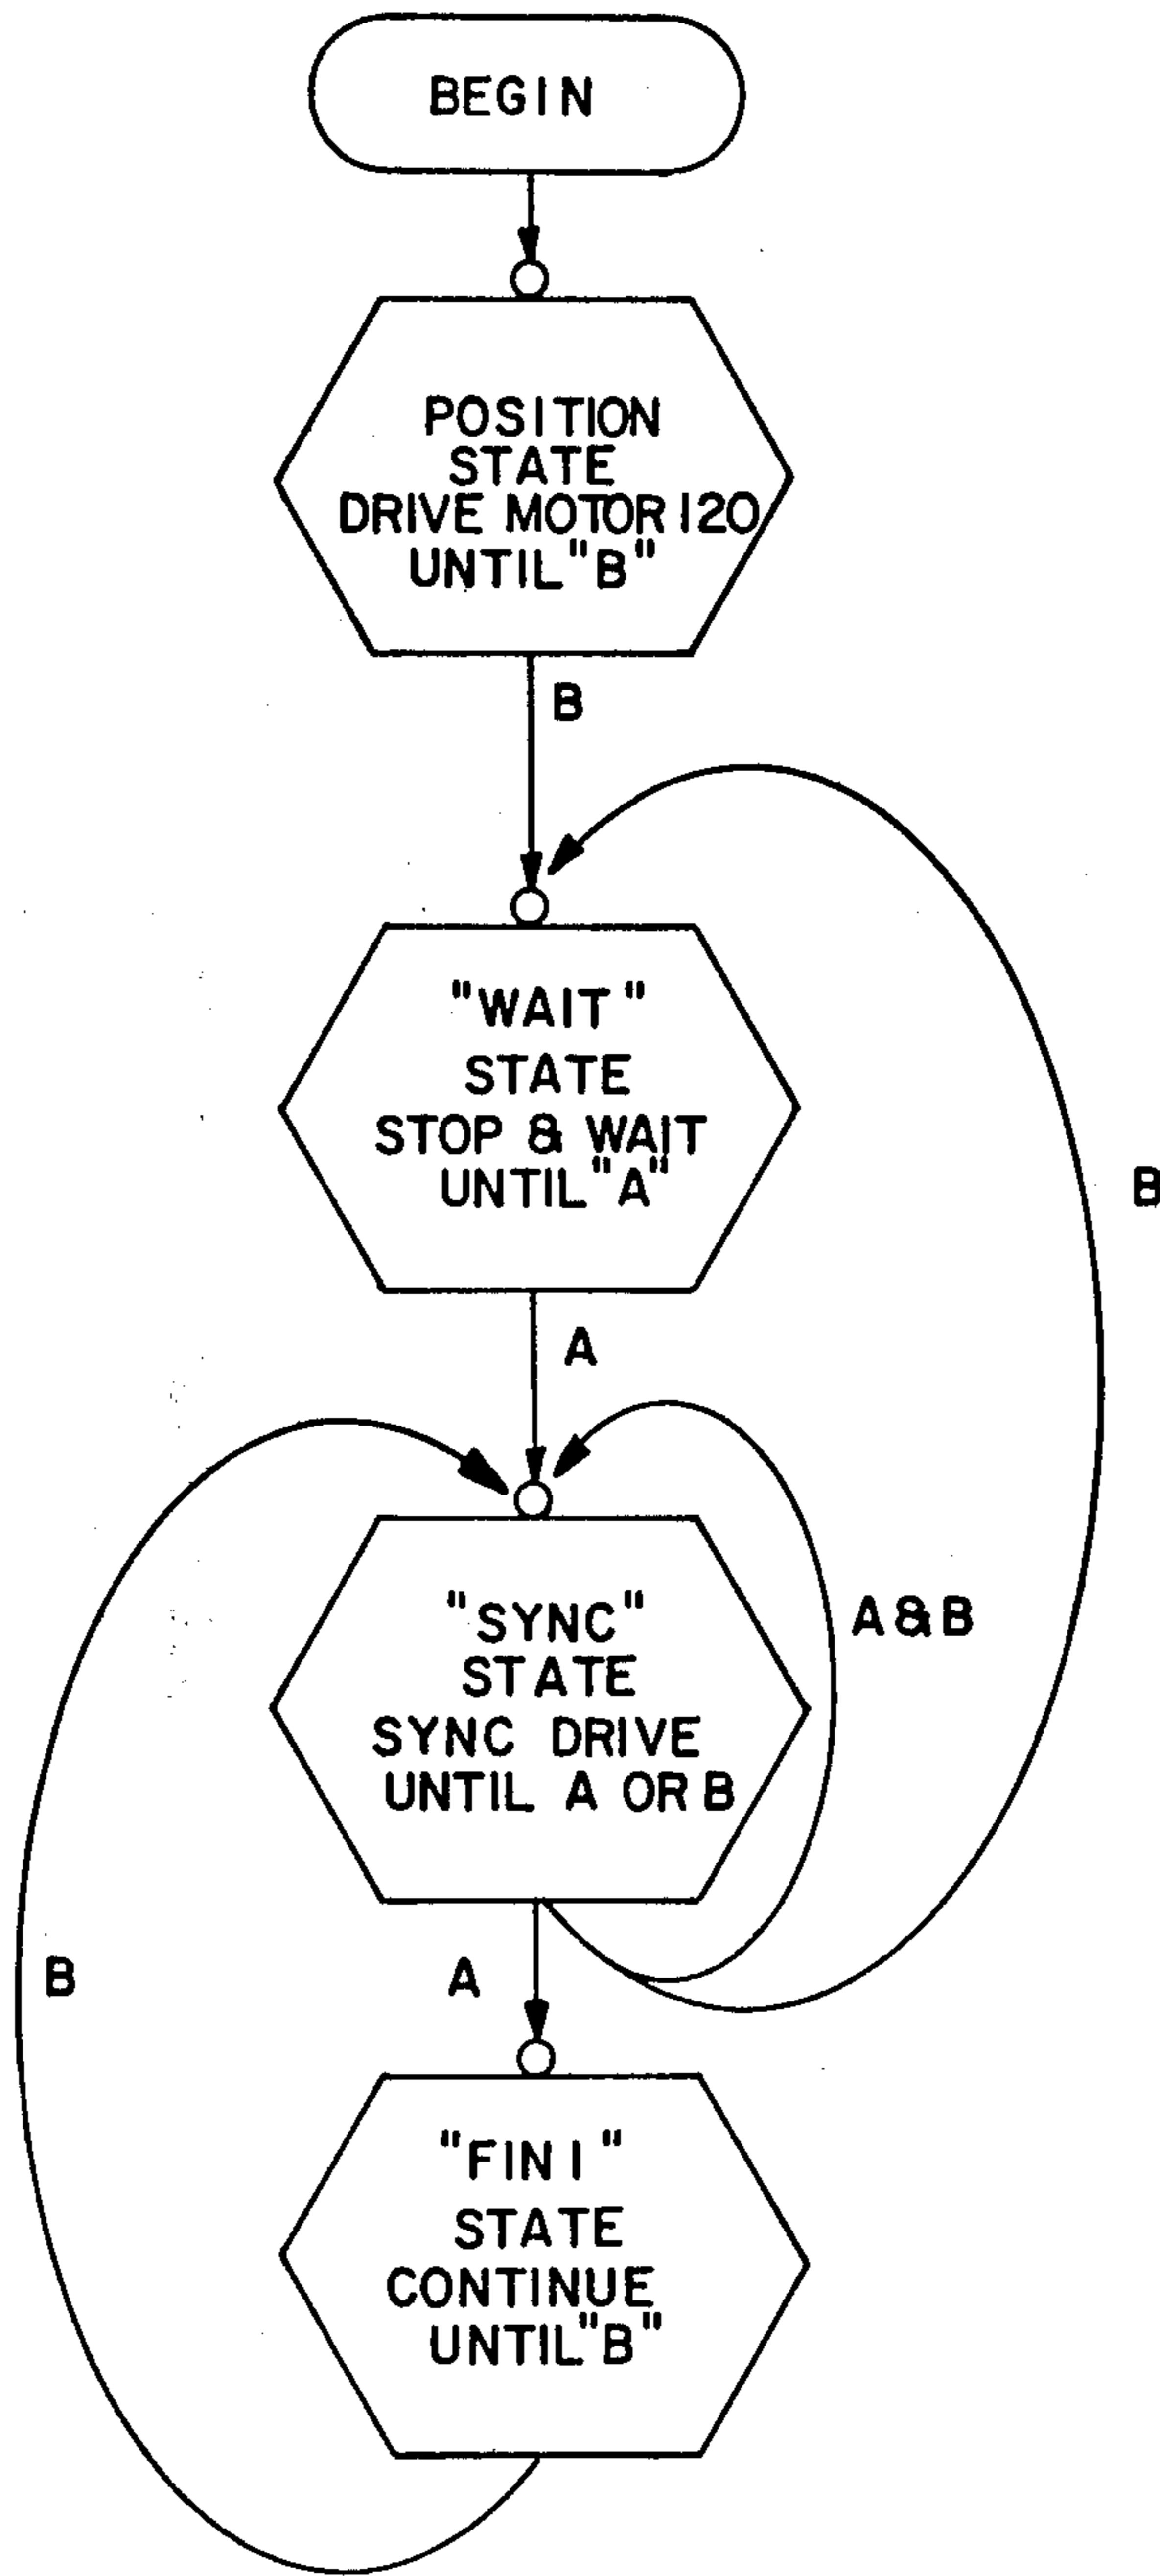 BEGIN
POSITION
STATE
DRIVE MOTOR 120
UNTIL "B"
B
"WAIT"
STATE
STOP & WAIT
UNTIL "A"
B
A
"SYNC"
STATE
SYNC DRIVE
UNTIL A OR B
A & B
B
A
"FINI"
STATE
CONTINUE
UNTIL "B"